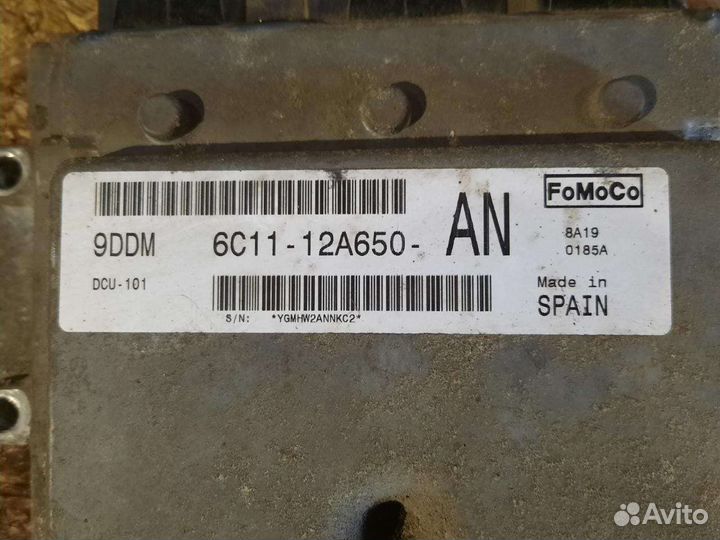 FoMoCo
9DDM 6C11-12A650- AN
8A19
0185A
DCU-101
Made in
SPAIN
S/N: *YGMHW2ANNKC2*
Avito